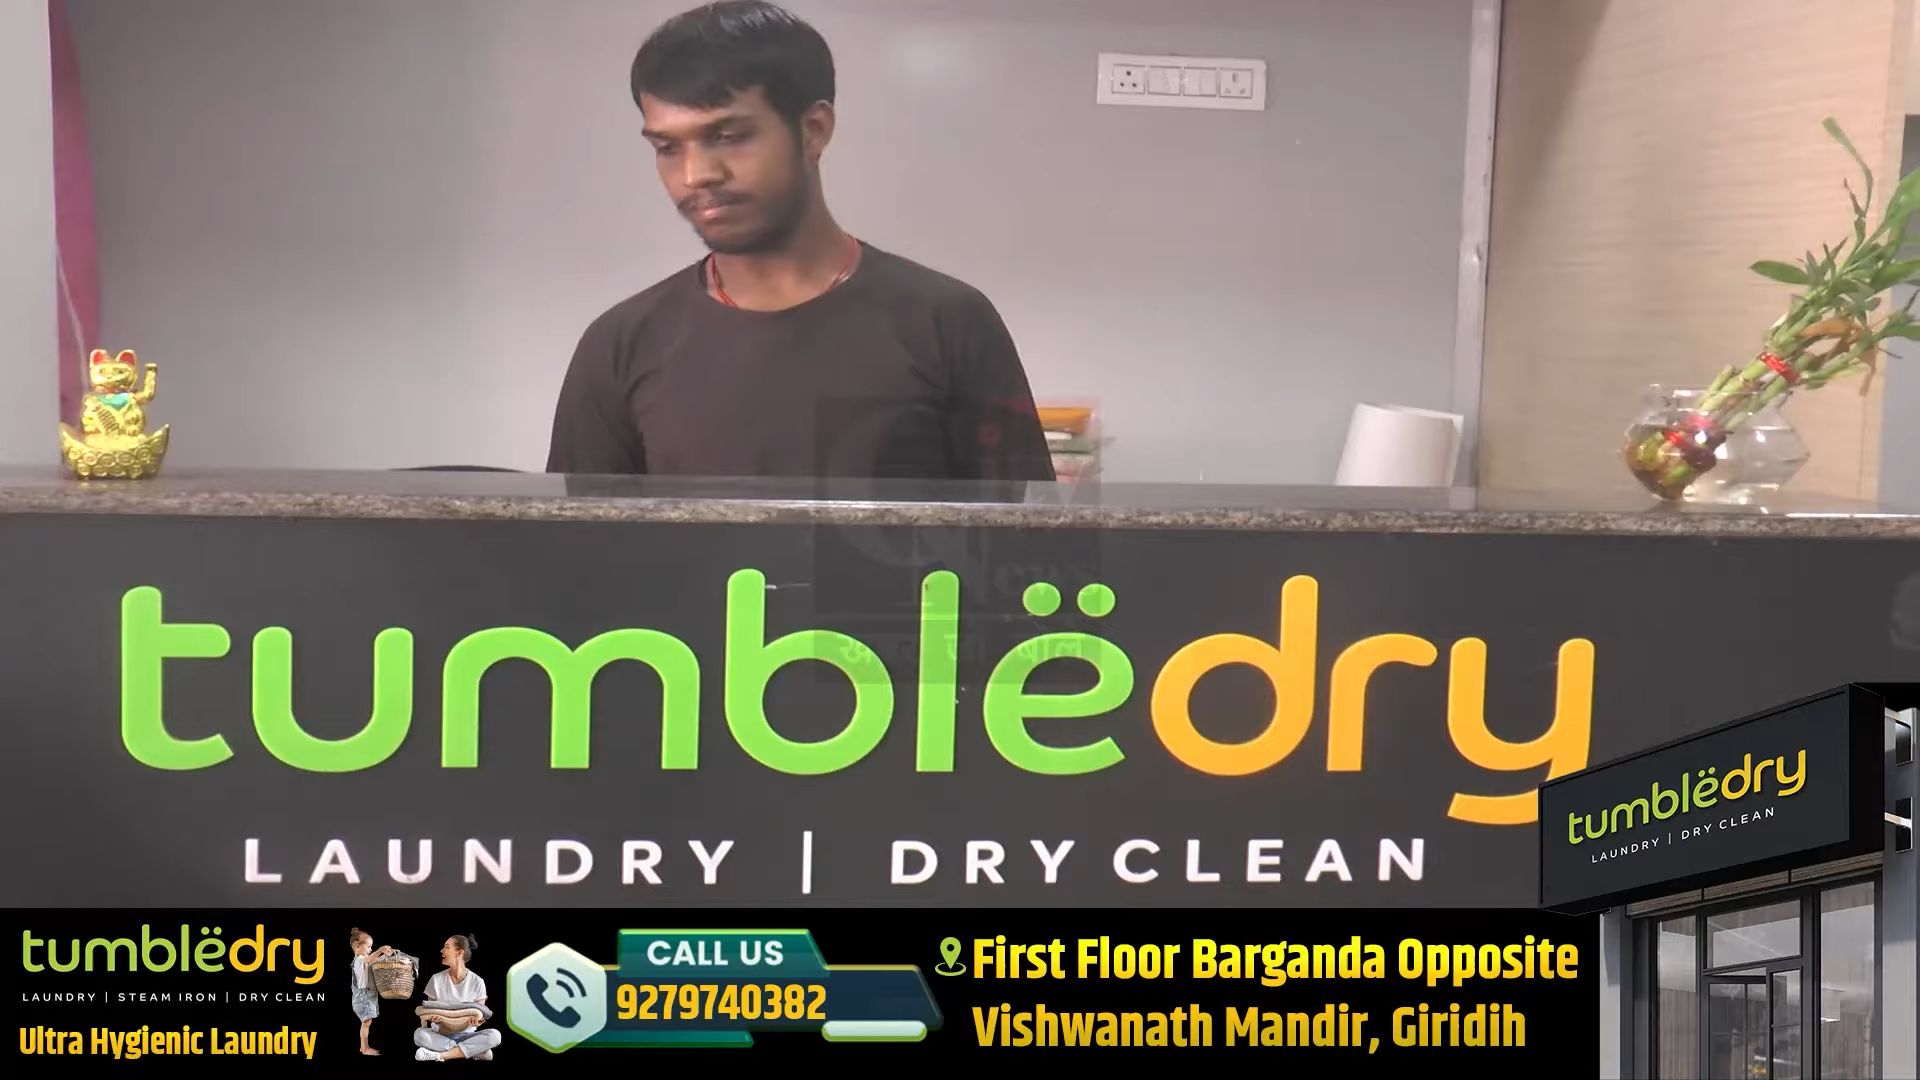 tumblëdry
LAUNDRY | DRY CLEAN
tumblëdry
LAUNDRY | DRY CLEAN
tumblëdry
LAUNDRY | STEAM IRON | DRY CLEAN
Ultra Hygienic Laundry
CALL US
9279740382
First Floor Barganda Opposite
Vishwanath Mandir, Giridih